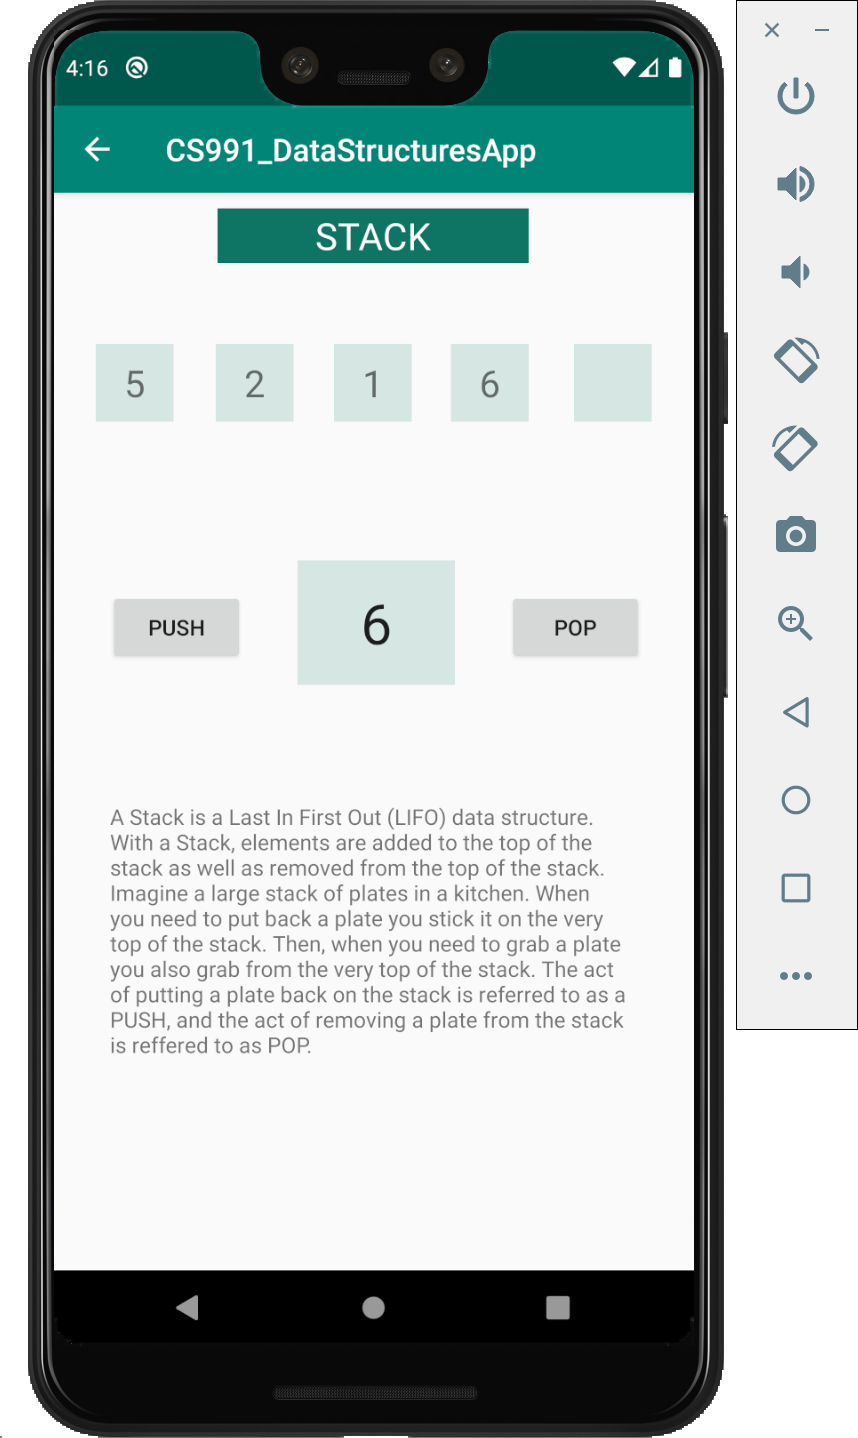 4:16
CS991_DataStructuresApp
STACK
5 2 1 6
PUSH 6 POP
A Stack is a Last In First Out (LIFO) data structure.
With a Stack, elements are added to the top of the
stack as well as removed from the top of the stack.
Imagine a large stack of plates in a kitchen. When
you need to put back a plate you stick it on the very
top of the stack. Then, when you need to grab a plate
you also grab from the very top of the stack. The act
of putting a plate back on the stack is referred to as a
PUSH, and the act of removing a plate from the stack
is reffered to as POP.